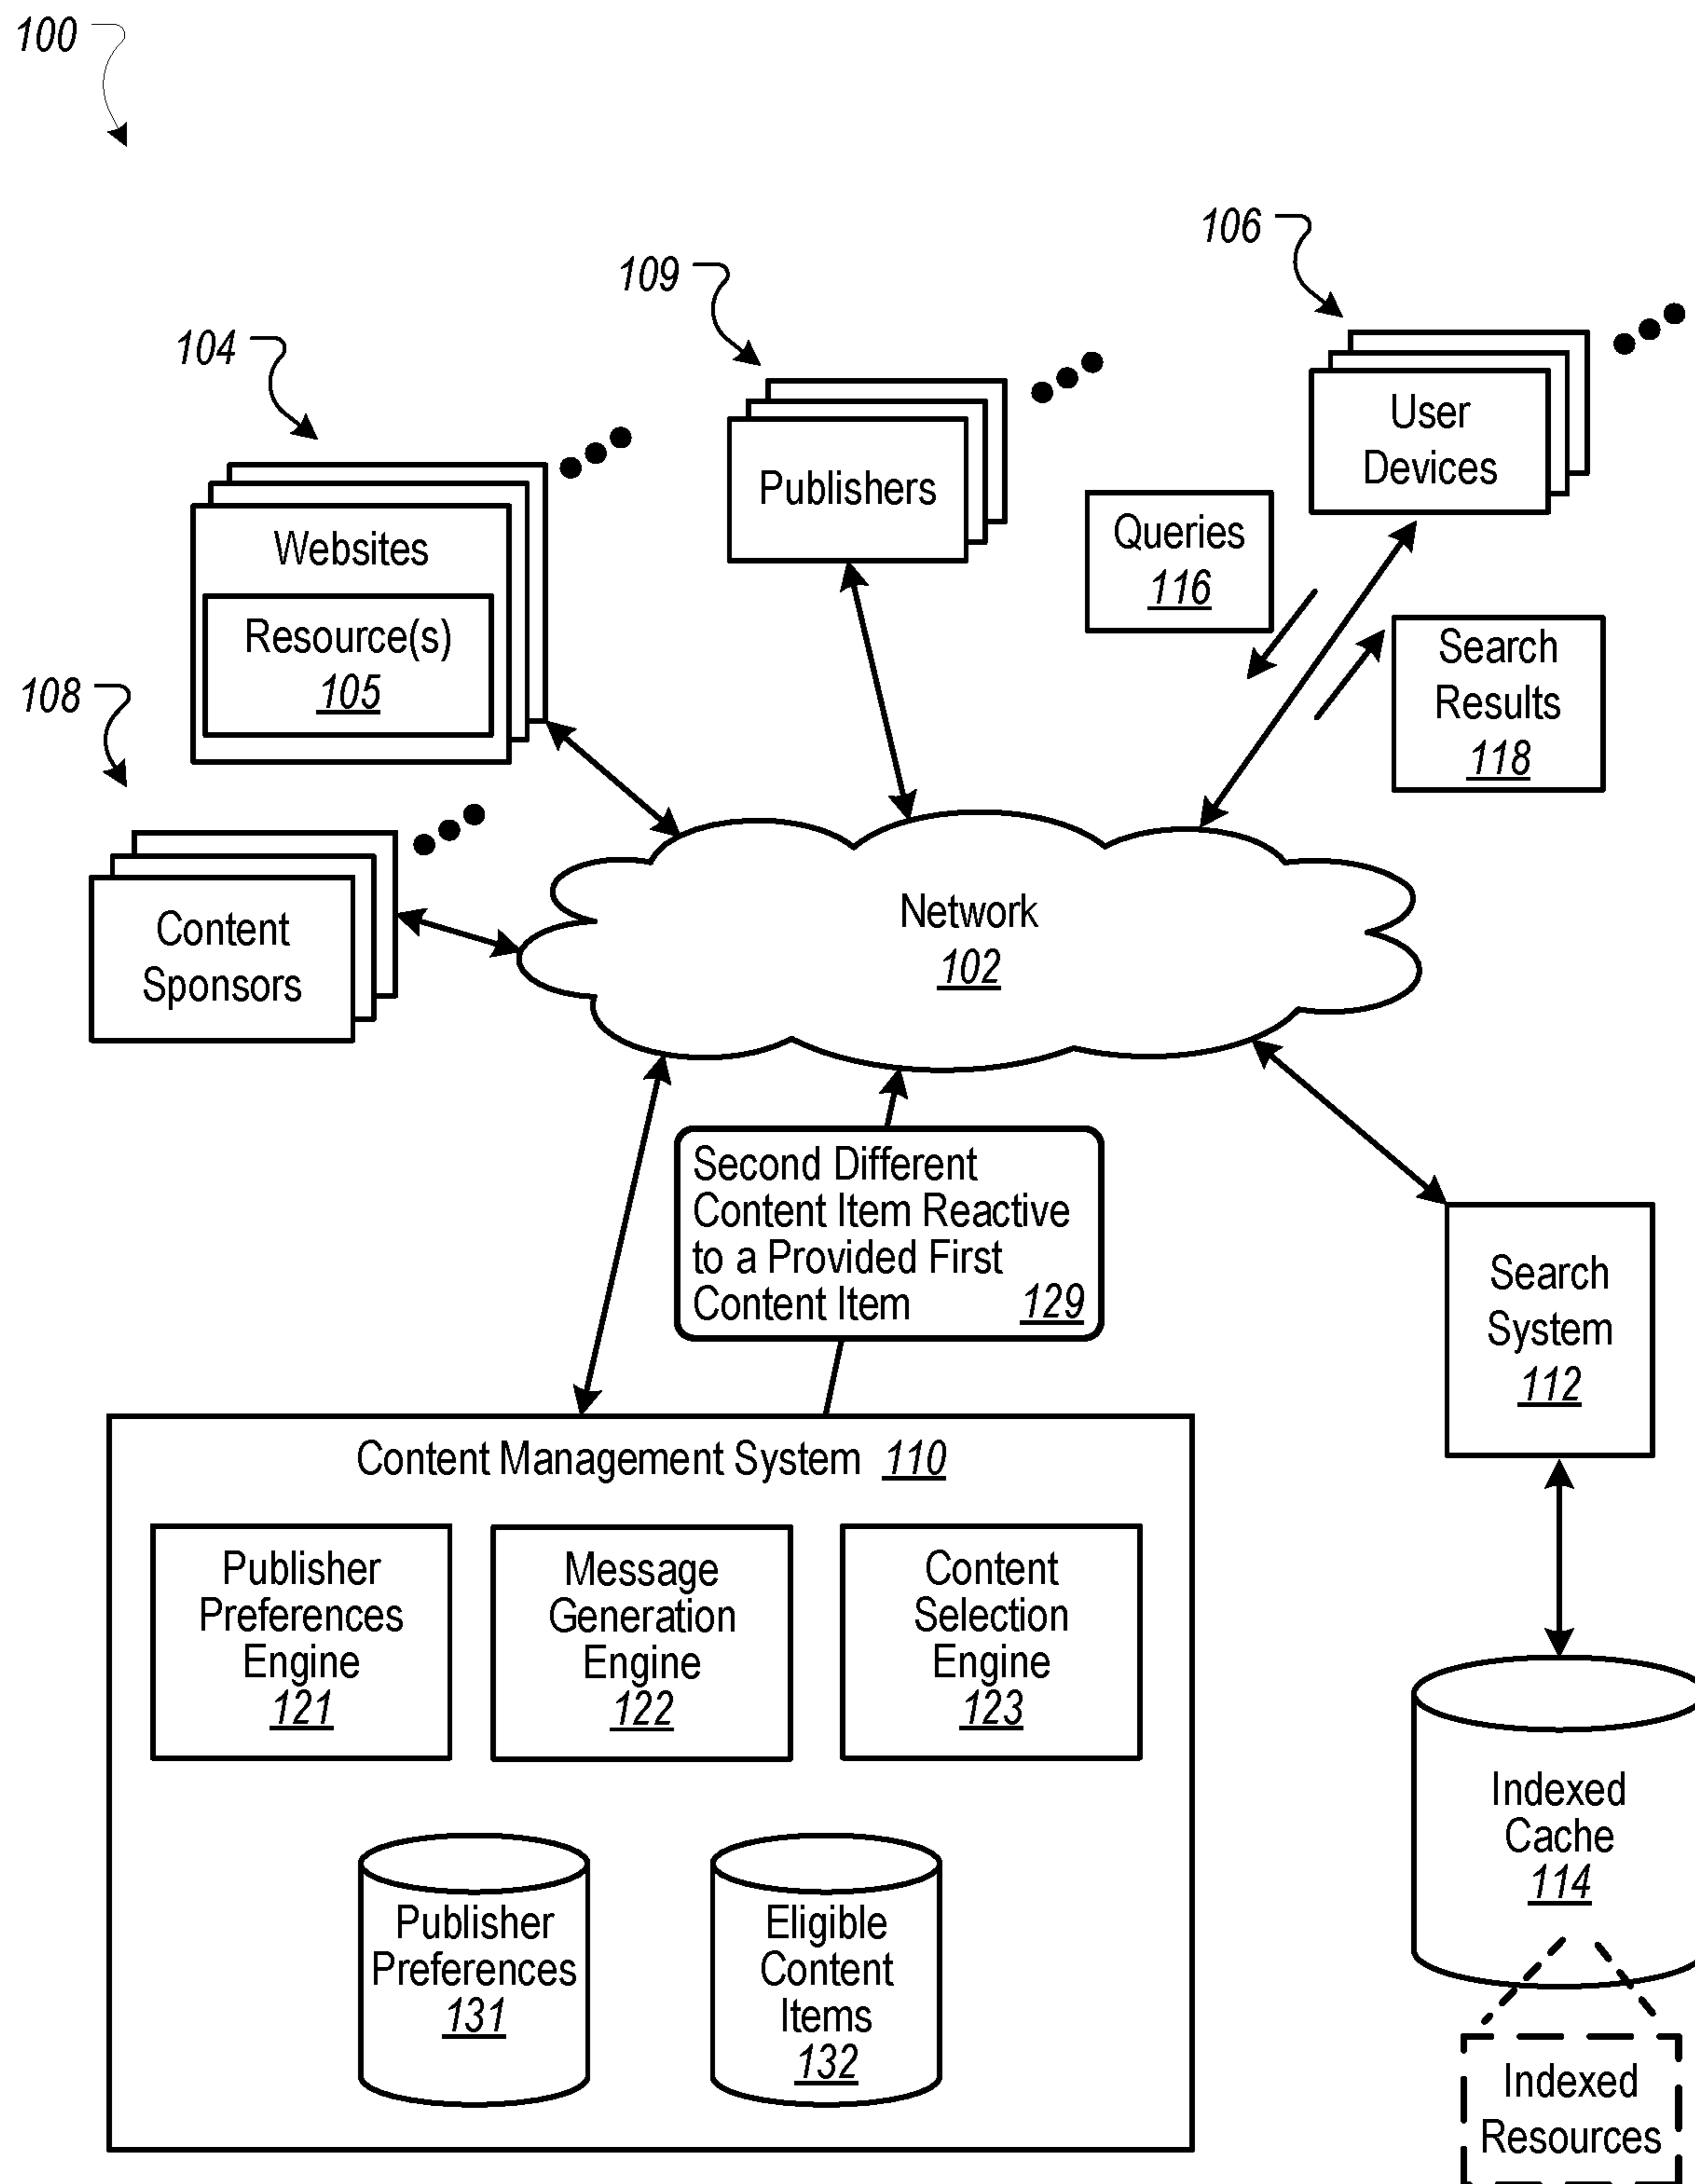 100
106
109
104
User
Devices
Publishers
Queries
116
Websites
Resource(s)
105
Search
Results
118
108
Content
Sponsors
Network
102
Second Different
Content Item Reactive
to a Provided First
Content Item 129
Search
System
112
Content Management System 110
Publisher
Preferences
Engine
121
Message
Generation
Engine
122
Content
Selection
Engine
123
Indexed
Cache
114
Publisher
Preferences
131
Eligible
Content
Items
132
Indexed
Resources